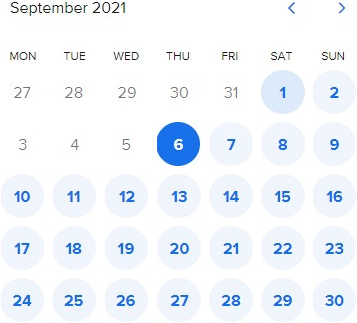 September 2021
MON TUE WED THU FRI SAT SUN
27 28 29 30 31 1 2
3 4 5 6 7 8 9
10 11 12 13 14 15 16
17 18 19 20 21 22 23
24 25 26 27 28 29 30